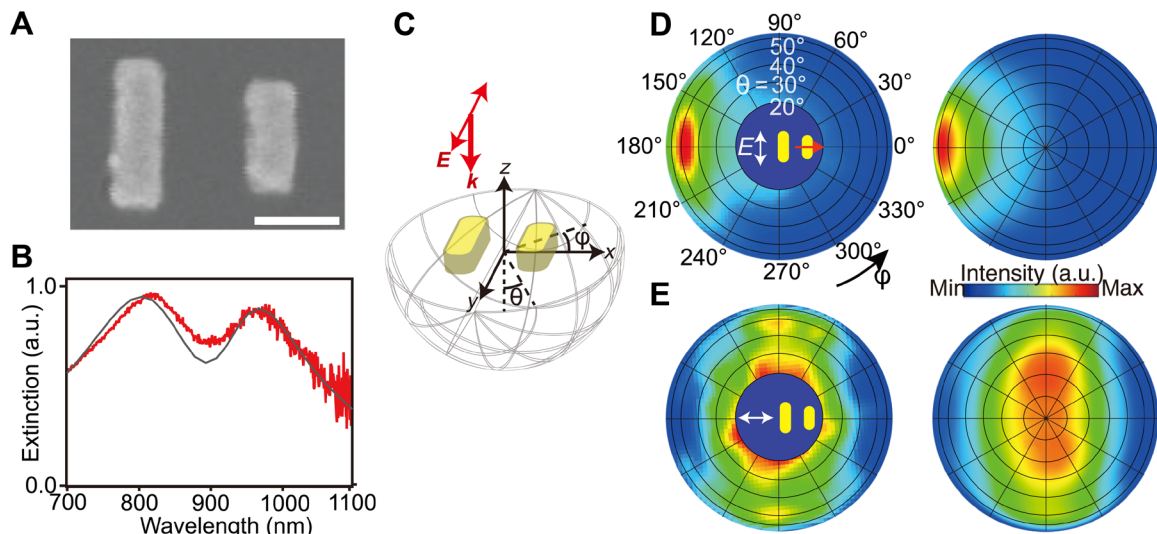 A
B
1.0
0.0
Extinction (a.u.)
700 800 900 1000 1100
Wavelength (nm)
C
E
k
z
x
y
φ
θ
D
90°
120° 60°
150° 30°
180° 0°
210° 330°
240° 300°
270°
50°
40°
θ = 30°
20°
E
φ
Intensity (a.u.)
Min Max
E